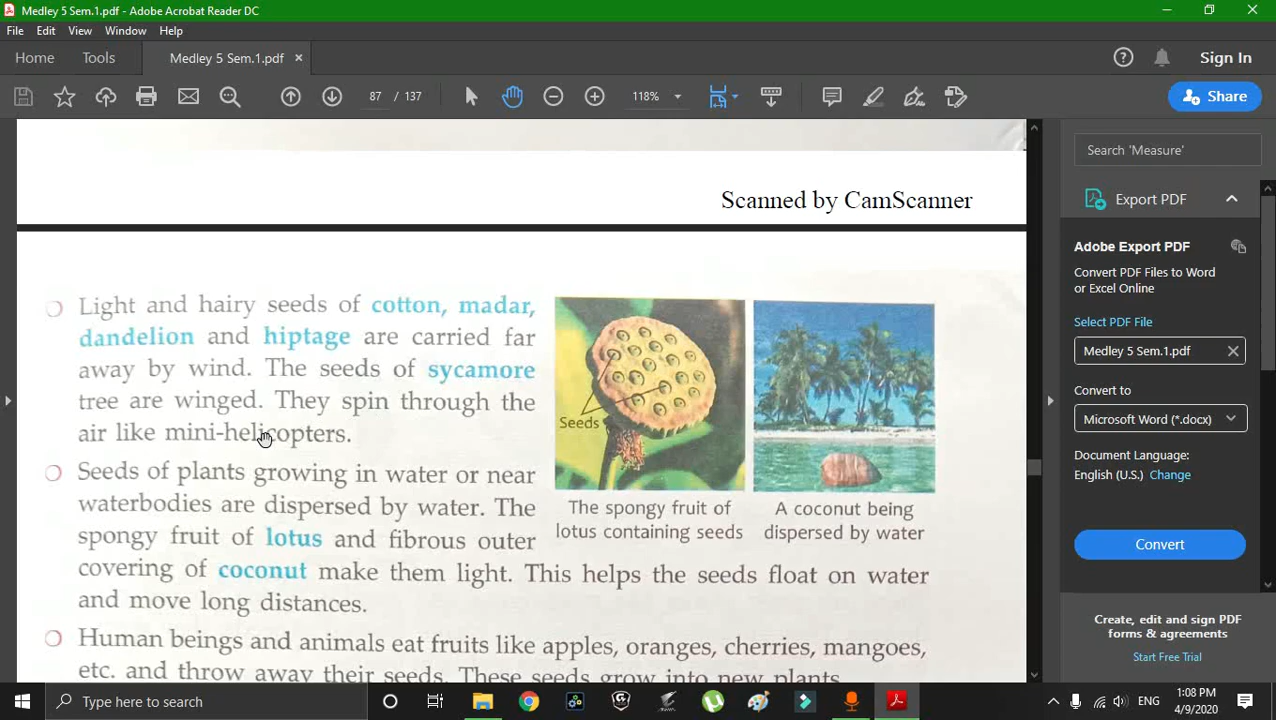 Medley 5 Sem.1.pdf - Adobe Acrobat Reader DC
File Edit View Window Help
Home Tools Medley 5 Sem.1.pdf × Sign In
87 / 137 118% Share
Search 'Measure'
Scanned by CamScanner
Export PDF
Adobe Export PDF
Convert PDF Files to Word
or Excel Online
Select PDF File
Medley 5 Sem.1.pdf
Convert to
Microsoft Word (*.docx)
Document Language:
English (U.S.) Change
Convert
Create, edit and sign PDF
forms & agreements
Start Free Trial
Light and hairy seeds of cotton, madar,
dandelion and hiptage are carried far
away by wind. The seeds of sycamore
tree are winged. They spin through the
air like mini-helicopters.
Seeds
The spongy fruit of
lotus containing seeds
A coconut being
dispersed by water
Seeds of plants growing in water or near
waterbodies are dispersed by water. The
spongy fruit of lotus and fibrous outer
covering of coconut make them light. This helps the seeds float on water
and move long distances.
Human beings and animals eat fruits like apples, oranges, cherries, mangoes,
etc. and throw away their seeds. These seeds grow into new plants.
Type here to search
ENG
1:08 PM
4/9/2020